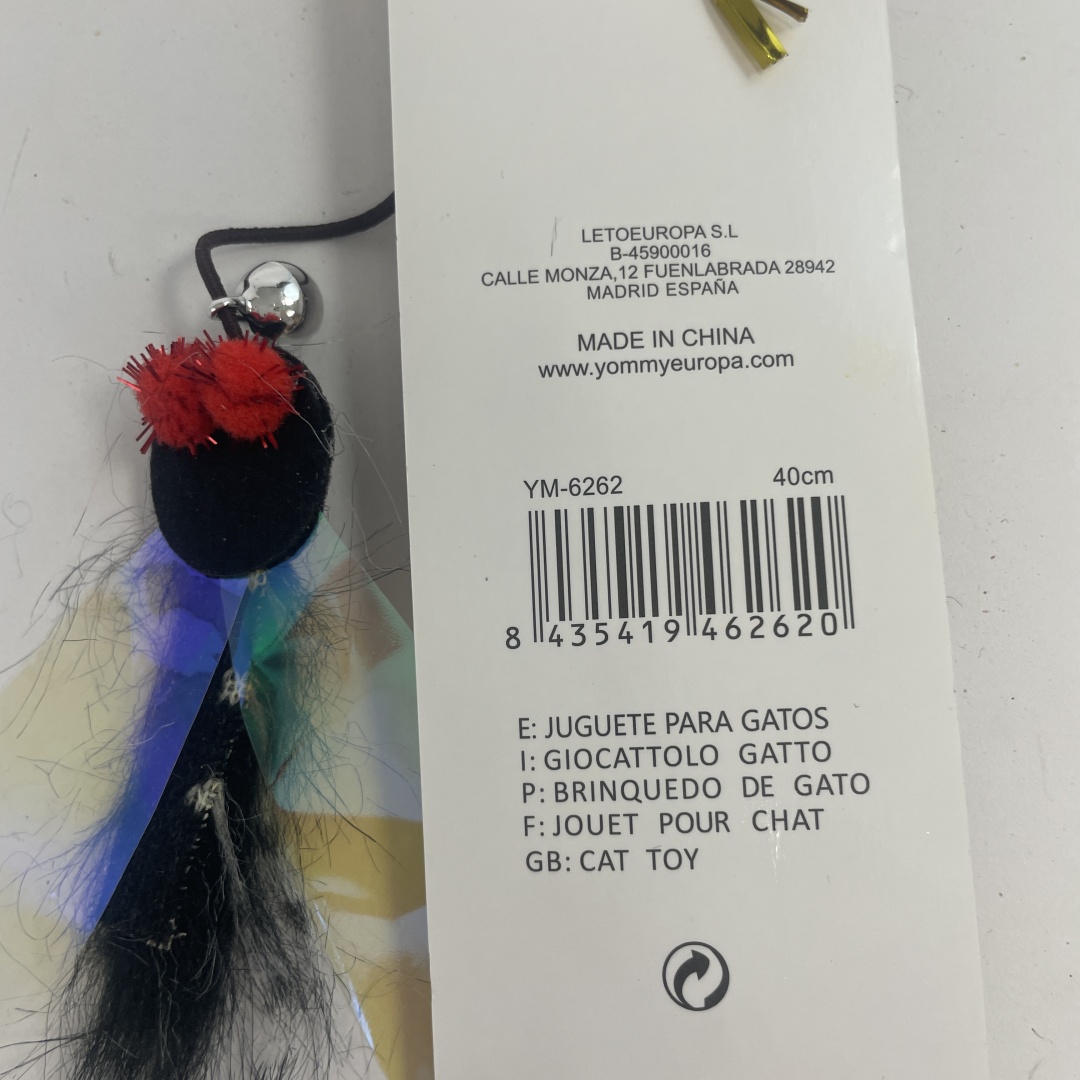 LETOEUROPA S.L
B-45900016
CALLE MONZA,12 FUENLABRADA 28942
MADRID ESPAÑA
MADE IN CHINA
www.yommyeuropa.com
YM-6262 40cm
8 435419 462620
E: JUGUETE PARA GATOS
I: GIOCATTOLO GATTO
P: BRINQUEDO DE GATO
F: JOUET POUR CHAT
GB: CAT TOY